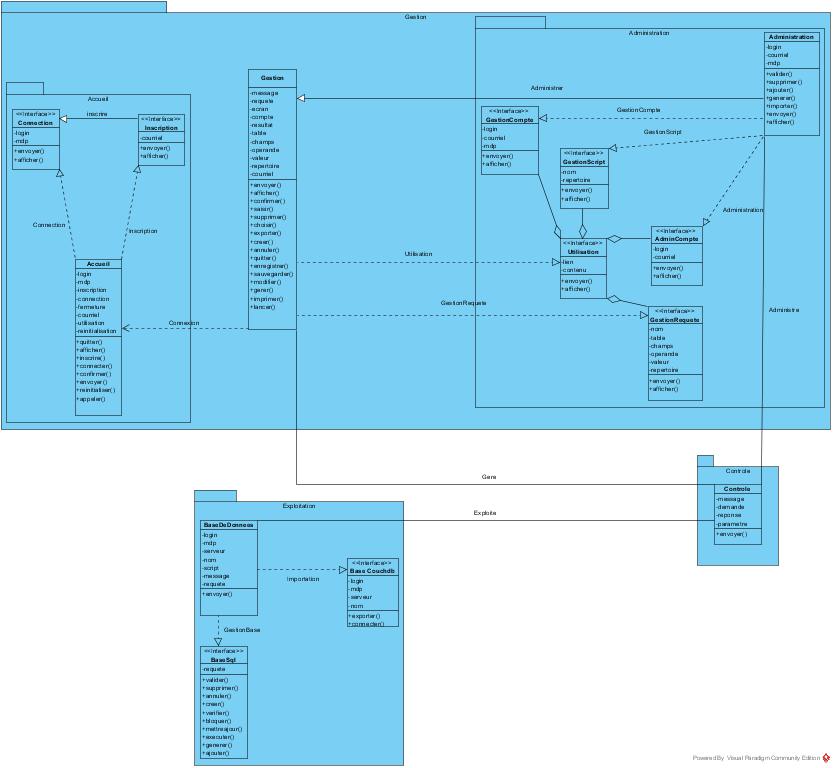 Gestion
Accueil
<<Interface>>
Connection
-login
-mdp
+envoyer()
+afficher()
inscrire
<<Interface>>
Inscription
-courriel
+envoyer()
+afficher()
Connection
Inscription
Accueil
-login
-mdp
-inscription
-connection
-fermeture
-courriel
-utilisation
-reinitialisation
+quitter()
+afficher()
+inscrire()
+connecter()
+confirmer()
+envoyer()
+reinitialiser()
+appeler()
Connexion
Gestion
-message
-requete
-ecran
-compte
-resultat
-table
-champs
-operande
-valeur
-repertoire
-courriel
+envoyer()
+afficher()
+confirmer()
+saisir()
+supprimer()
+choisir()
+exporter()
+creer()
+annuler()
+quitter()
+enregistrer()
+sauvegarder()
+modifier()
+gerer()
+imprimer()
+lancer()
Administration
Administration
-login
-courriel
-mdp
+valider()
+supprimer()
+ajouter()
+generer()
+importer()
+envoyer()
+afficher()
Administrer
GestionCompte
<<Interface>>
GestionCompte
-login
-courriel
-mdp
+envoyer()
+afficher()
GestionScript
<<Interface>>
GestionScript
-nom
-repertoire
+envoyer()
+afficher()
Administration
<<Interface>>
AdminCompte
-login
-courriel
+envoyer()
+afficher()
Utilisation
<<Interface>>
Utilisation
-lien
-contenu
+envoyer()
+afficher()
GestionRequete
<<Interface>>
GestionRequete
-nom
-table
-champs
-operande
-valeur
-repertoire
+envoyer()
+afficher()
Administre
Gere
Exploite
Controle
Controle
-message
-demande
-reponse
-parametre
+envoyer()
Exploitation
BaseDeDonnees
-login
-mdp
-serveur
-nom
-script
-message
-requete
+envoyer()
Importation
<<Interface>>
Base Couchdb
-login
-mdp
-serveur
-nom
+exporter()
+connecter()
GestionBase
<<Interface>>
BaseSql
-requete
+valider()
+supprimer()
+annuler()
+creer()
+verifier()
+bloquer()
+mettreajour()
+executer()
+generer()
+ajouter()
Powered By Visual Paradigm Community Edition